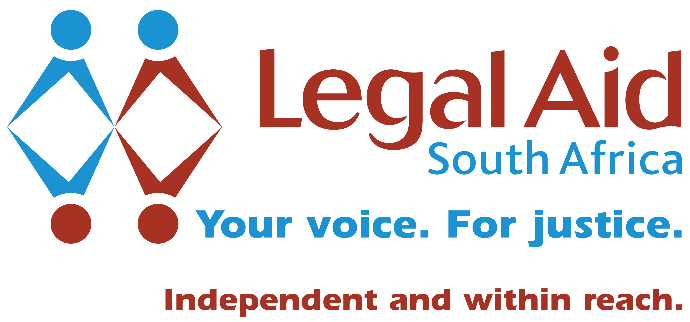 Legal Aid
South Africa
Your voice. For justice.
Independent and within reach.